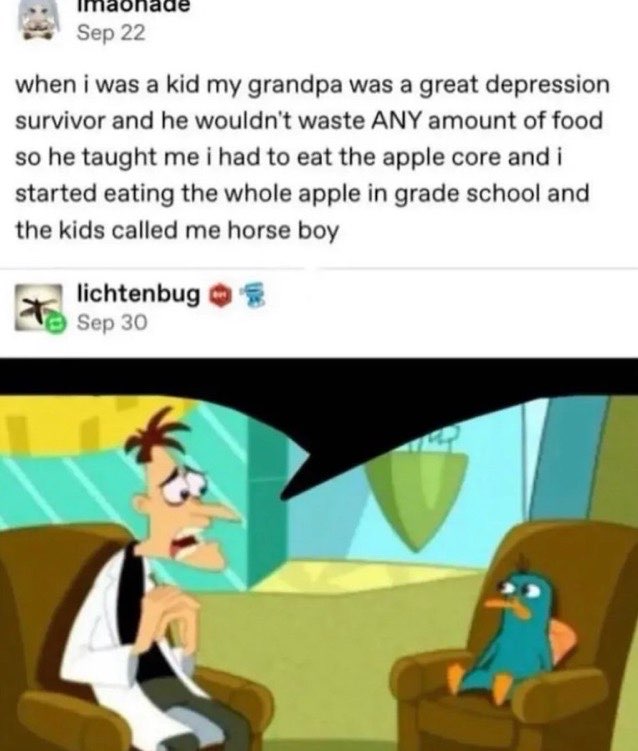 lmaonade
Sep 22
when i was a kid my grandpa was a great depression
survivor and he wouldn't waste ANY amount of food
so he taught me i had to eat the apple core and i
started eating the whole apple in grade school and
the kids called me horse boy
lichtenbug
Sep 30